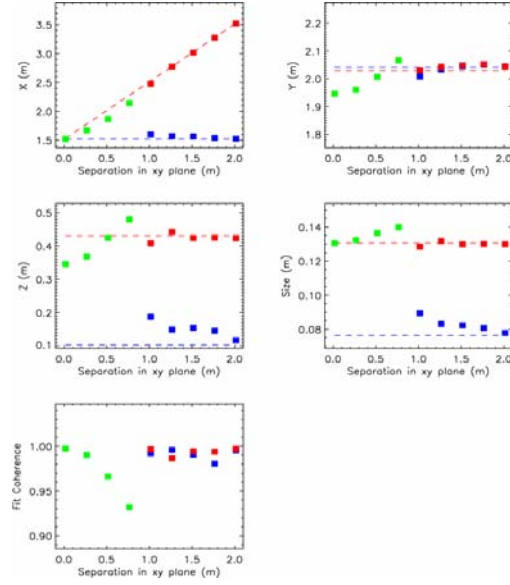 3.5
3.0
2.5
2.0
1.5
X (m)
0.0 0.5 1.0 1.5 2.0
Separation in xy plane (m)
2.2
2.1
2.0
1.9
1.8
Y (m)
0.0 0.5 1.0 1.5 2.0
Separation in xy plane (m)
0.5
0.4
0.3
0.2
0.1
Z (m)
0.0 0.5 1.0 1.5 2.0
Separation in xy plane (m)
0.14
0.12
0.10
0.08
Size (m)
0.0 0.5 1.0 1.5 2.0
Separation in xy plane (m)
1.00
0.95
0.90
Fit Coherence
0.0 0.5 1.0 1.5 2.0
Separation in xy plane (m)